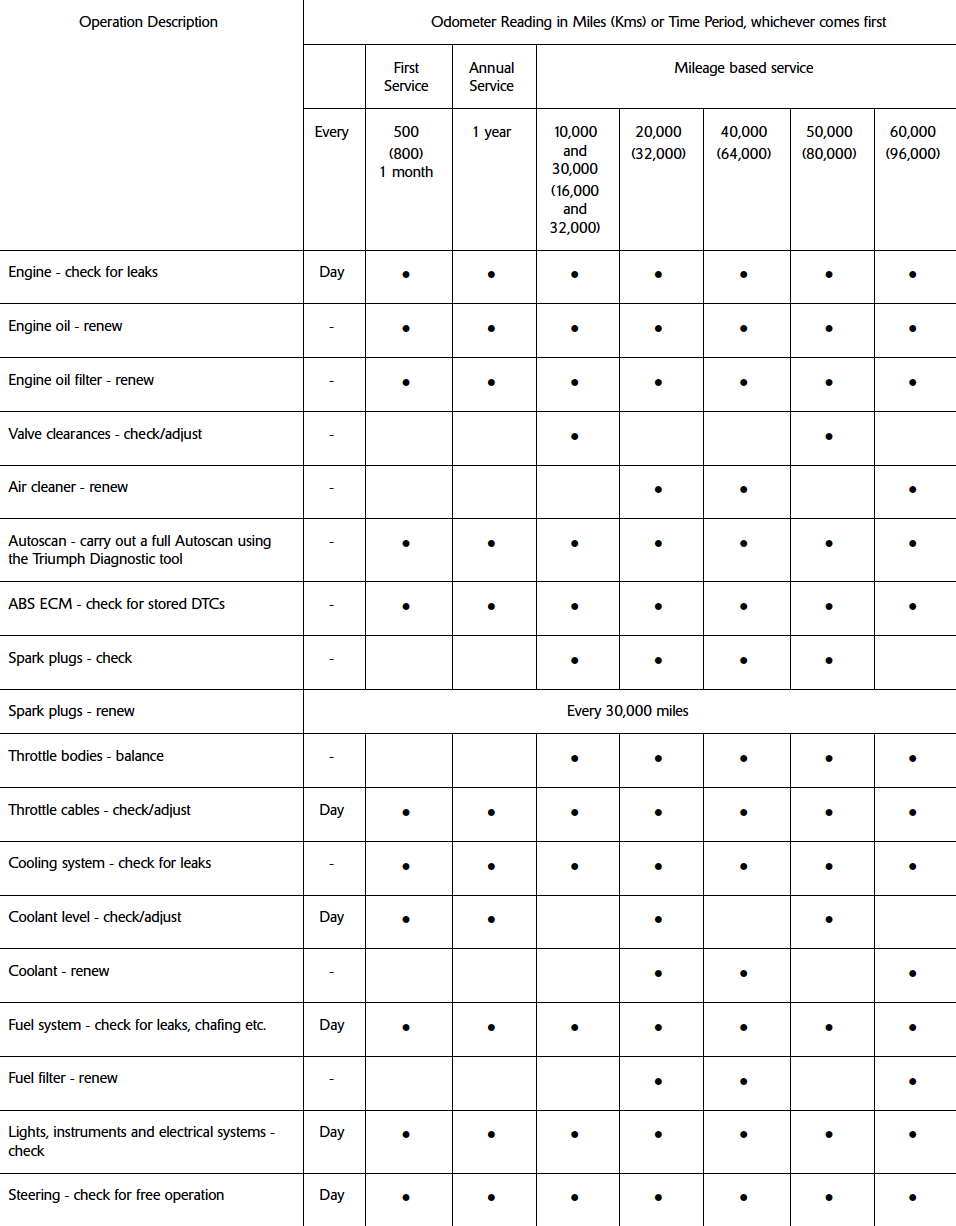 Operation Description
Odometer Reading in Miles (Kms) or Time Period, whichever comes first
First
Service
Annual
Service
Mileage based service
Every
500
(800)
1 month
1 year
10,000
and
30,000
(16,000
and
32,000)
20,000
(32,000)
40,000
(64,000)
50,000
(80,000)
60,000
(96,000)
Engine - check for leaks Day ● ● ● ● ● ● ●
Engine oil - renew - ● ● ● ● ● ● ●
Engine oil filter - renew - ● ● ● ● ● ● ●
Valve clearances - check/adjust - ● ●
Air cleaner - renew - ● ● ●
Autoscan - carry out a full Autoscan using
the Triumph Diagnostic tool
- ● ● ● ● ● ● ●
ABS ECM - check for stored DTCs - ● ● ● ● ● ● ●
Spark plugs - check - ● ● ● ●
Spark plugs - renew Every 30,000 miles
Throttle bodies - balance - ● ● ● ● ●
Throttle cables - check/adjust Day ● ● ● ● ● ● ●
Cooling system - check for leaks - ● ● ● ● ● ● ●
Coolant level - check/adjust Day ● ● ● ●
Coolant - renew - ● ● ●
Fuel system - check for leaks, chafing etc. Day ● ● ● ● ● ● ●
Fuel filter - renew - ● ● ●
Lights, instruments and electrical systems -
check
Day ● ● ● ● ● ● ●
Steering - check for free operation Day ● ● ● ● ● ● ●